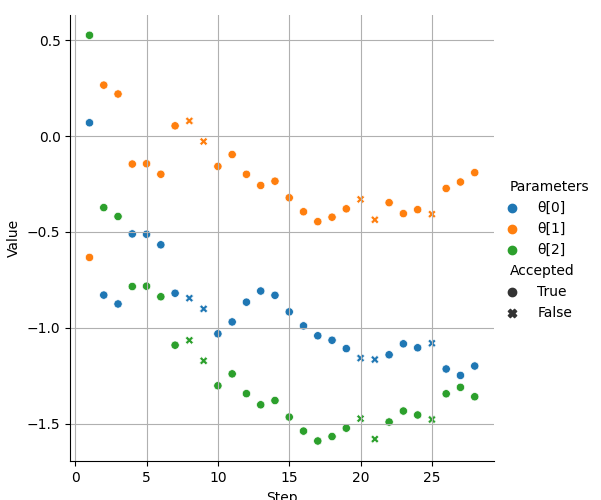 0.5
0.0
−0.5
−1.0
−1.5
Value
0 5 10 15 20 25
Step
Parameters
θ[0]
θ[1]
θ[2]
Accepted
True
False